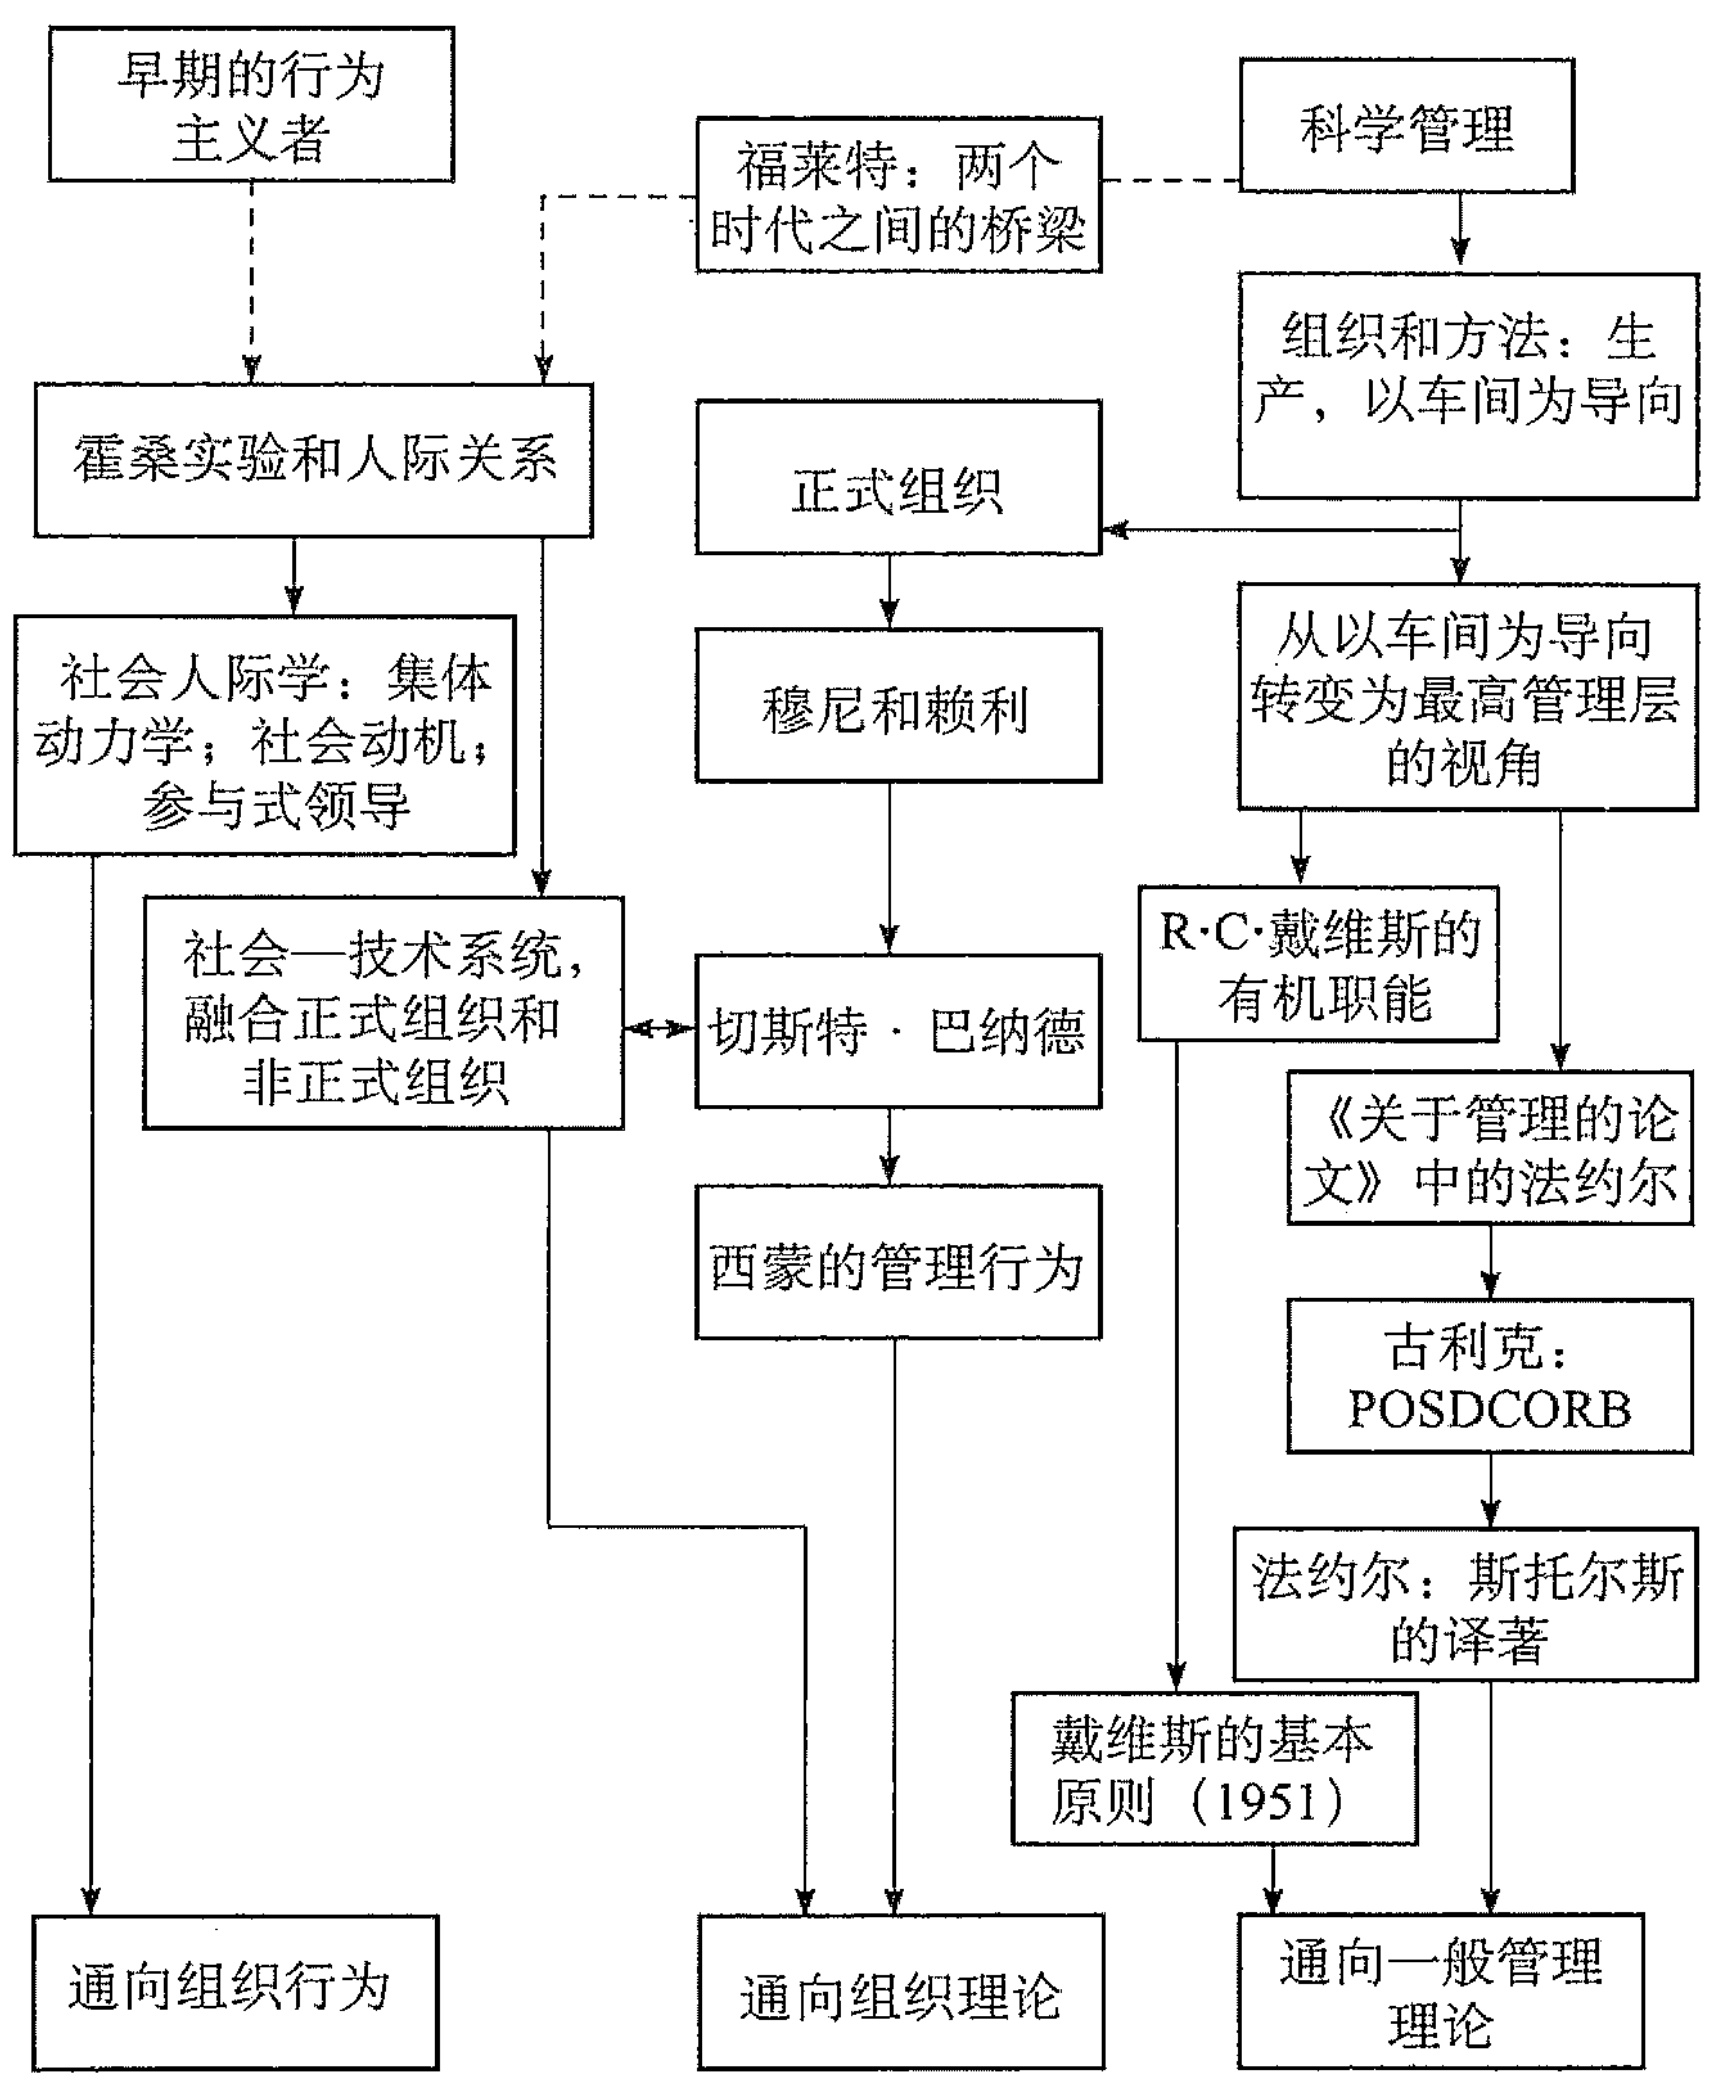 早期的行为
主义者
科学管理
福莱特：两个
时代之间的桥梁
组织和方法：生
产，以车间为导向
霍桑实验和人际关系
正式组织
从以车间为导向
转变为最高管理层
的视角
社会人际学：集体
动力学；社会动机；
参与式领导
穆尼和赖利
R·C·戴维斯的
有机职能
社会—技术系统，
融合正式组织和
非正式组织
切斯特·巴纳德
《关于管理的论
文》中的法约尔
西蒙的管理行为
古利克：
POSDCORB
法约尔：斯托尔斯
的译著
戴维斯的基本
原则（1951）
通向组织行为
通向组织理论
通向一般管理
理论